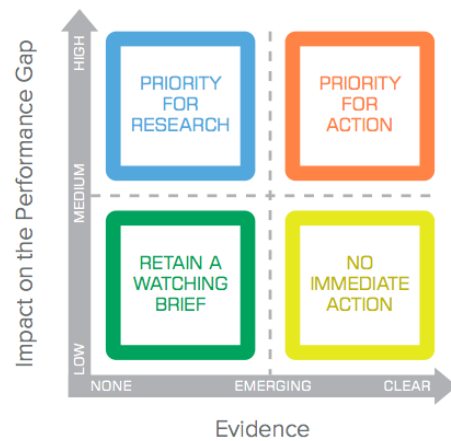 Impact on the Performance Gap
HIGH
MEDIUM
LOW
PRIORITY
FOR
RESEARCH
PRIORITY
FOR
ACTION
RETAIN A
WATCHING
BRIEF
NO
IMMEDIATE
ACTION
NONE
EMERGING
CLEAR
Evidence